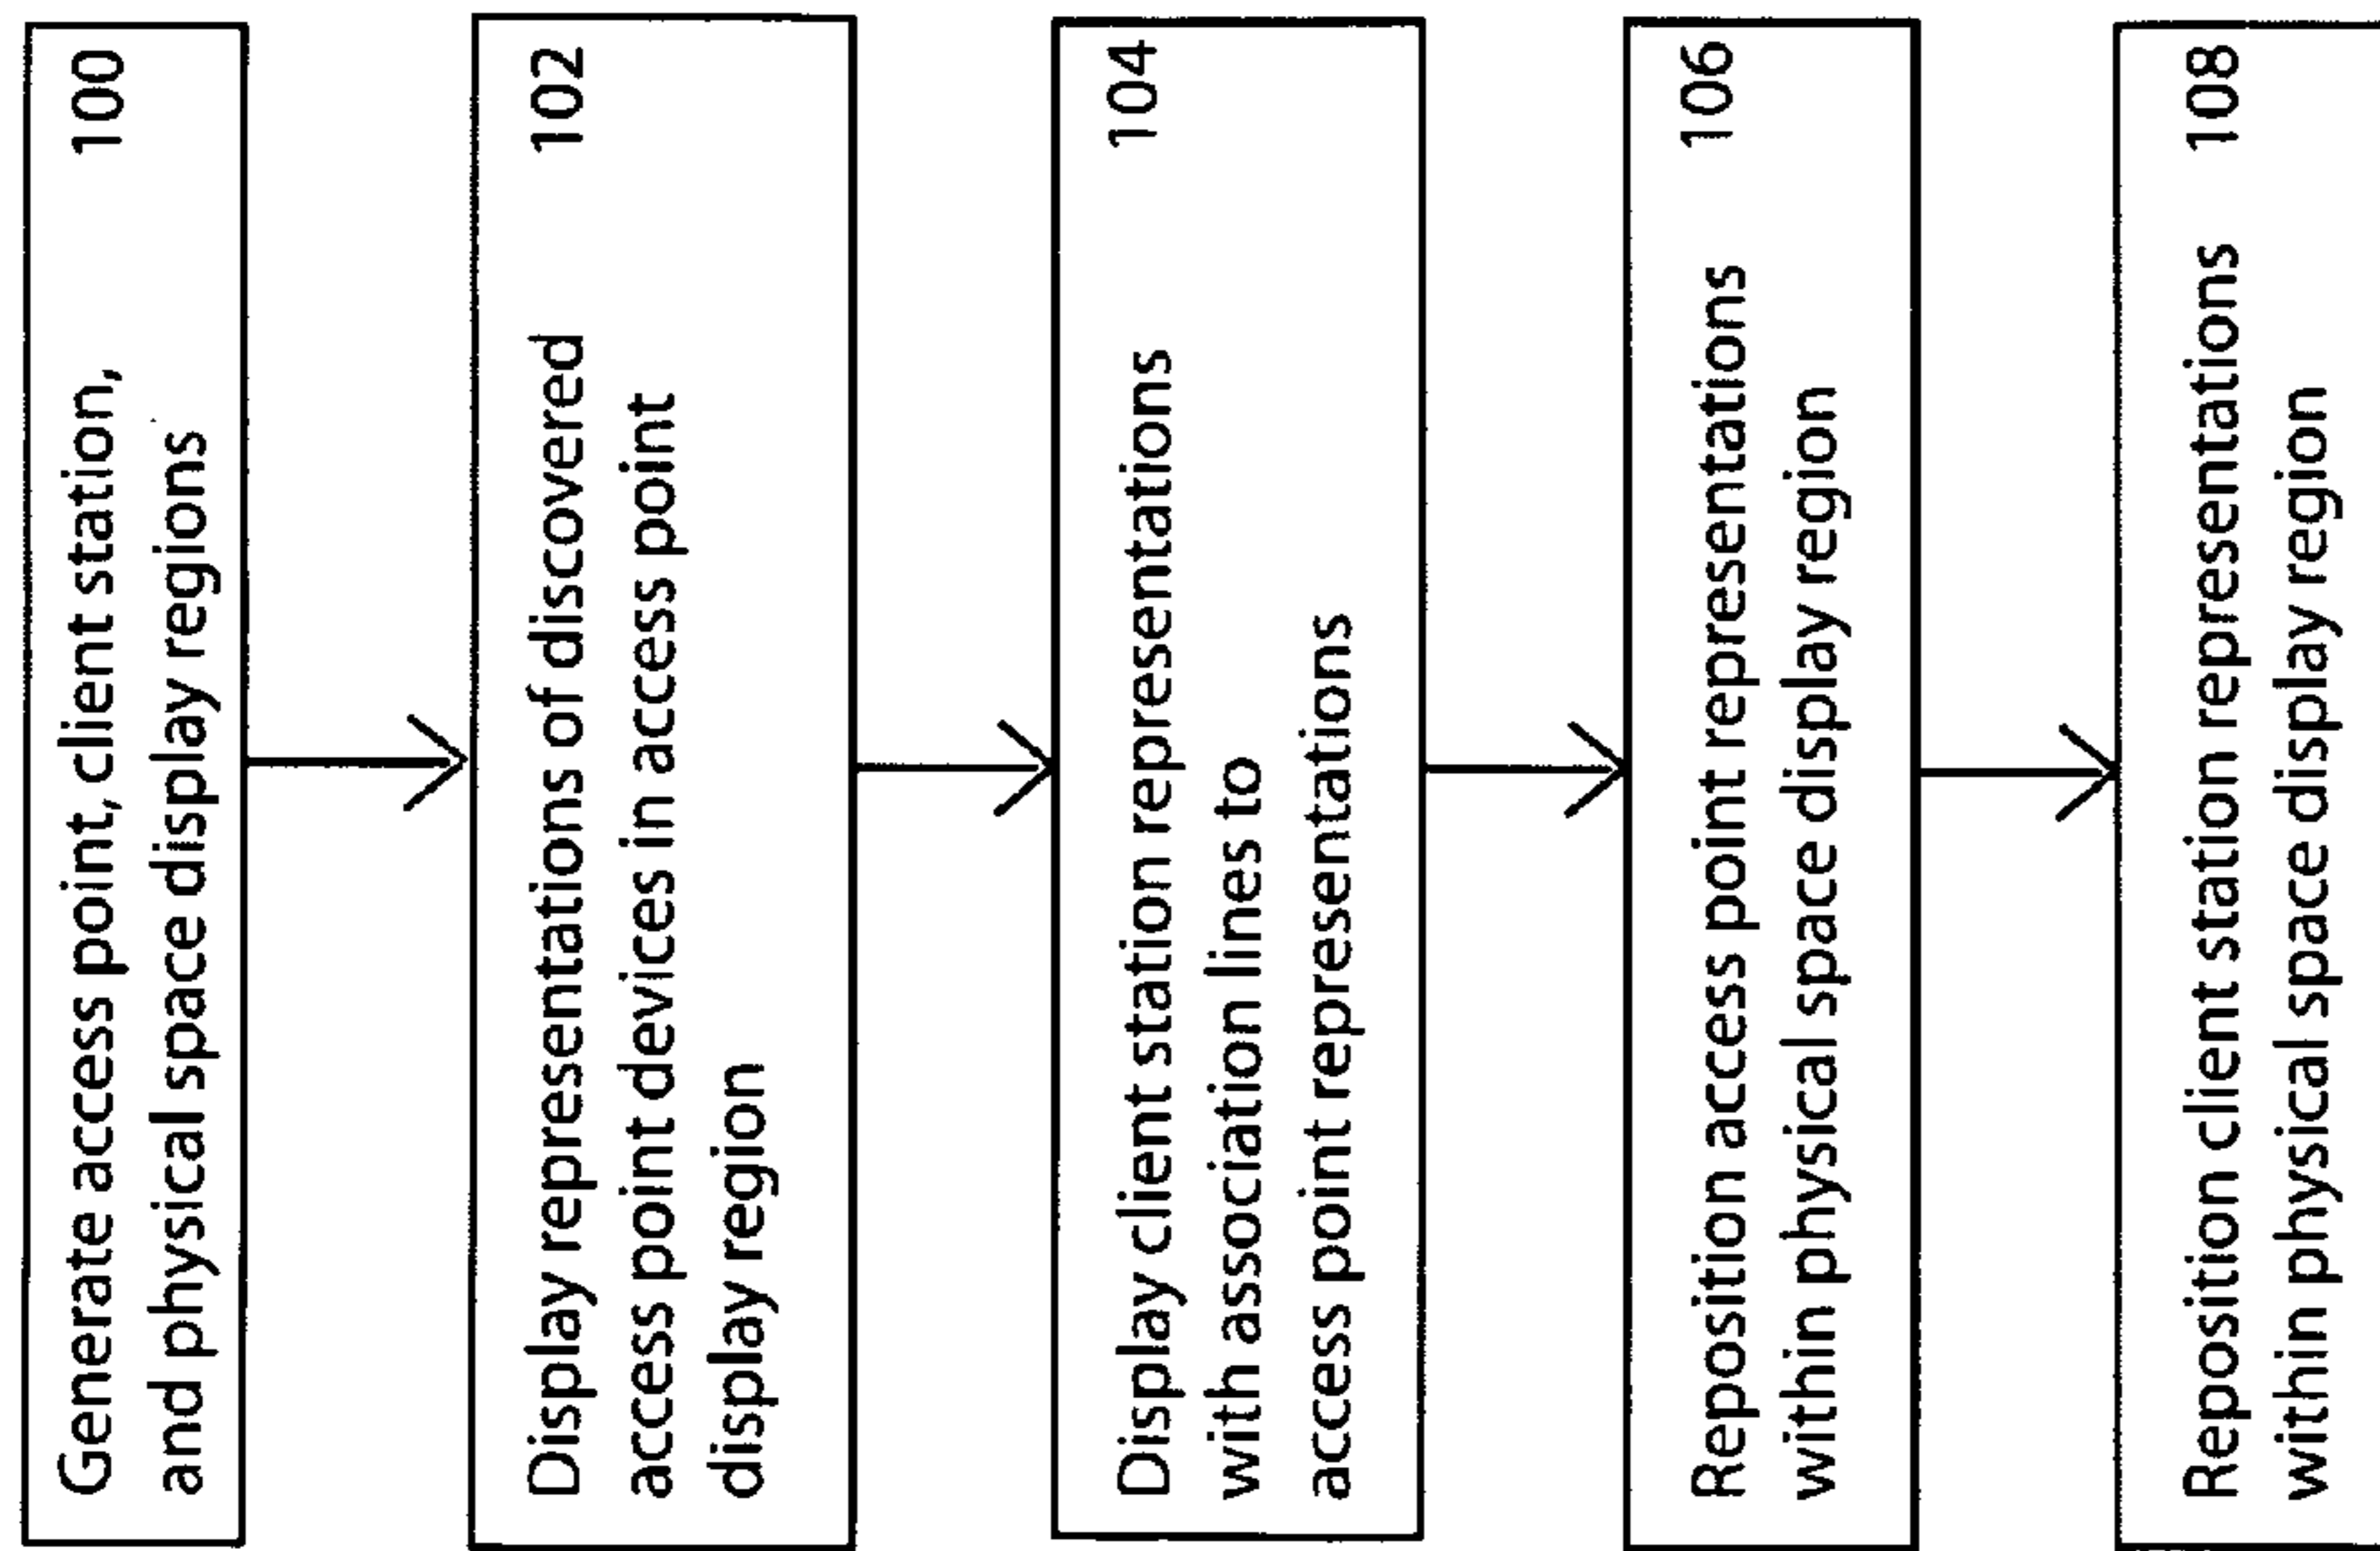 Generate access point, client station, 100
and physical space display regions
Display representations of discovered 102
access point devices in access point
display region
Display client station representations 104
with association lines to
access point representations
Reposition access point representations 106
within physical space display region
Reposition client station representations 108
within physical space display region